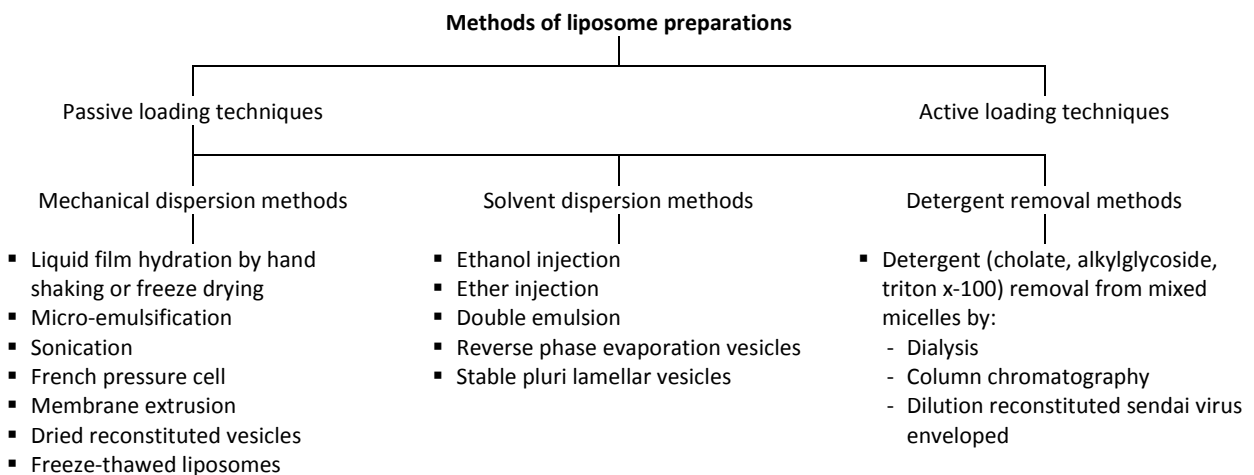 Methods of liposome preparations
Passive loading techniques
Active loading techniques
Mechanical dispersion methods
Solvent dispersion methods
Detergent removal methods
▪ Liquid film hydration by hand
shaking or freeze drying
▪ Micro-emulsification
▪ Sonication
▪ French pressure cell
▪ Membrane extrusion
▪ Dried reconstituted vesicles
▪ Freeze-thawed liposomes
▪ Ethanol injection
▪ Ether injection
▪ Double emulsion
▪ Reverse phase evaporation vesicles
▪ Stable pluri lamellar vesicles
▪ Detergent (cholate, alkylglycoside,
triton x-100) removal from mixed
micelles by:
- Dialysis
- Column chromatography
- Dilution reconstituted sendai virus
enveloped